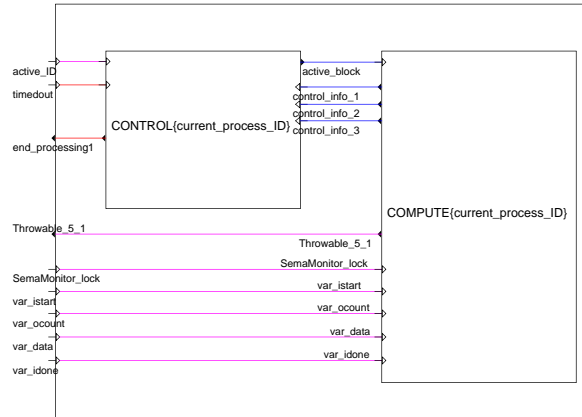 active_ID
active_block
timedout
control_info_1
control_info_2
CONTROL{current_process_ID}
control_info_3
end_processing1
COMPUTE{current_process_ID}
Throwable_5_1
Throwable_5_1
SemaMonitor_lock
SemaMonitor_lock
var_istart
var_istart
var_ocount
var_ocount
var_data
var_data
var_idone
var_idone